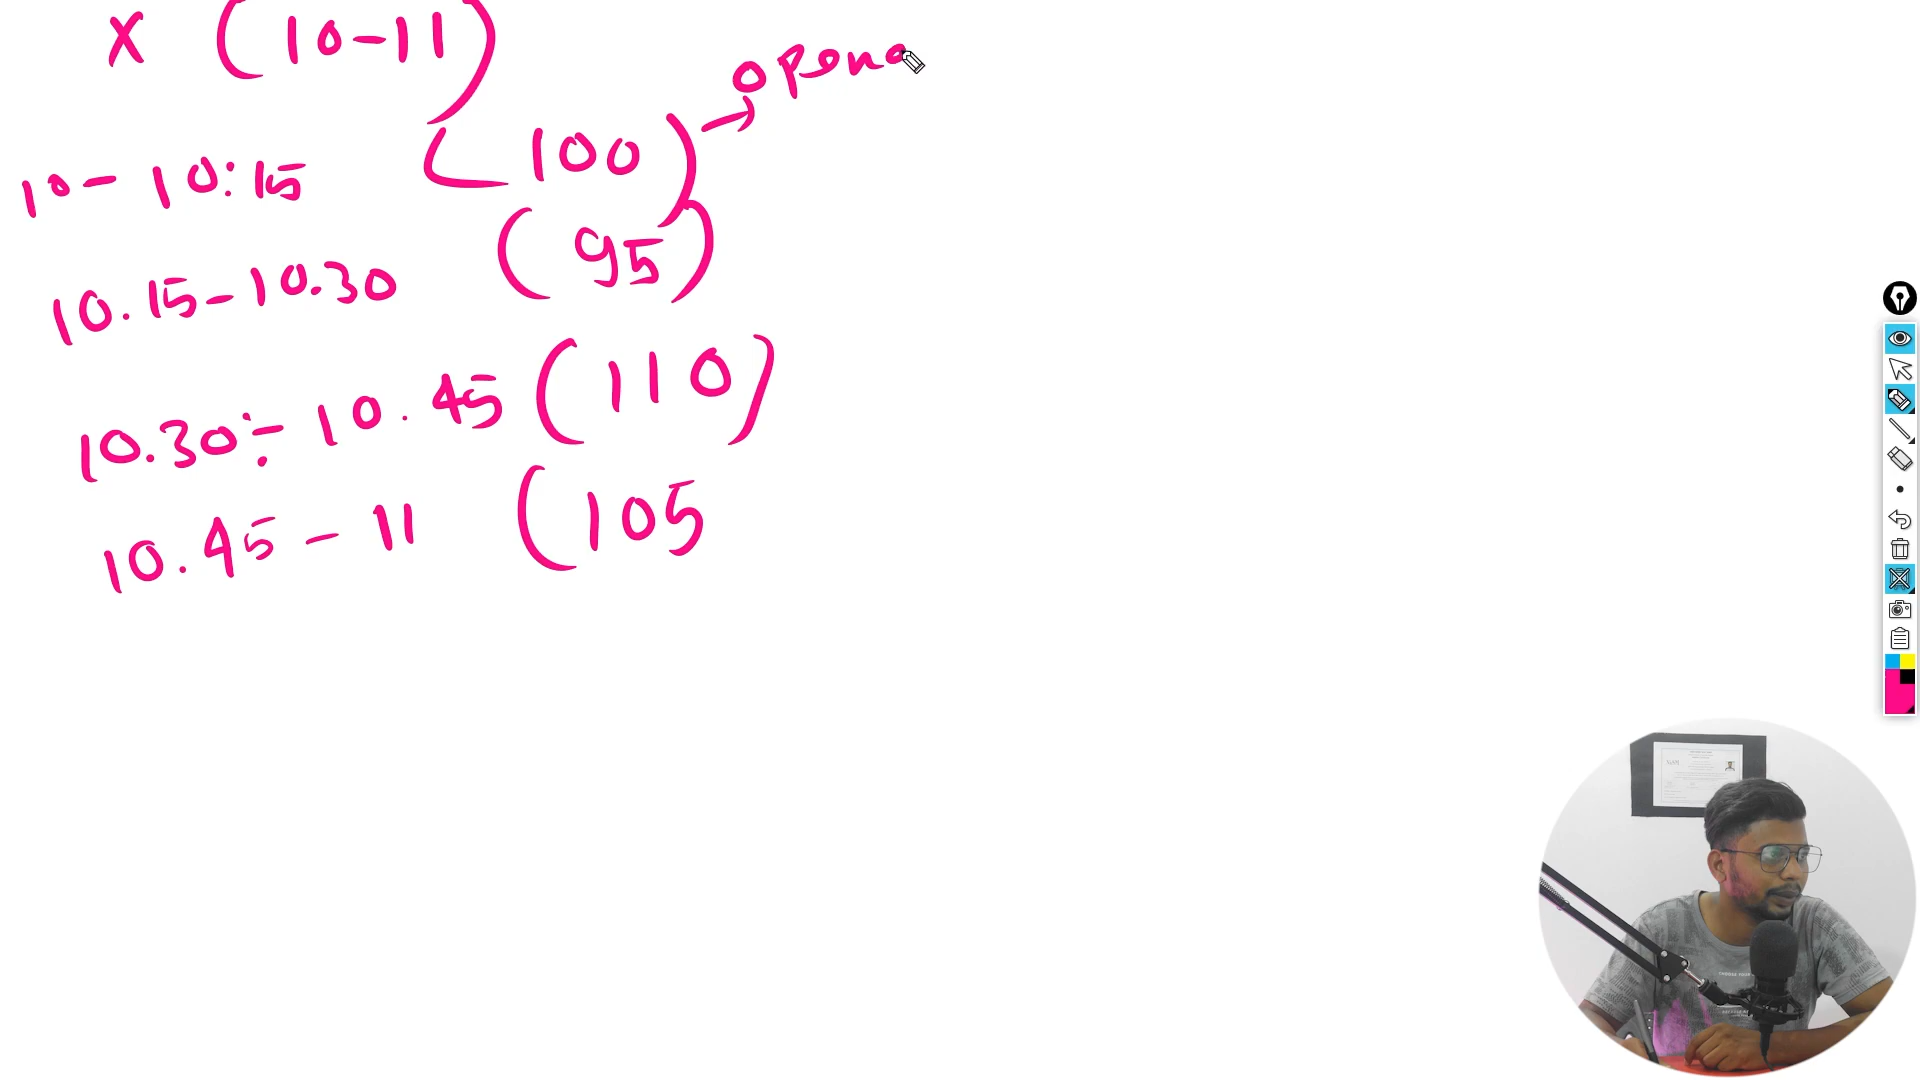 X (10-11)
→ opena
10 - 10:15 (100)
10.15-10.30 (95)
10.30÷ 10.45 (110)
10.45 - 11 (105